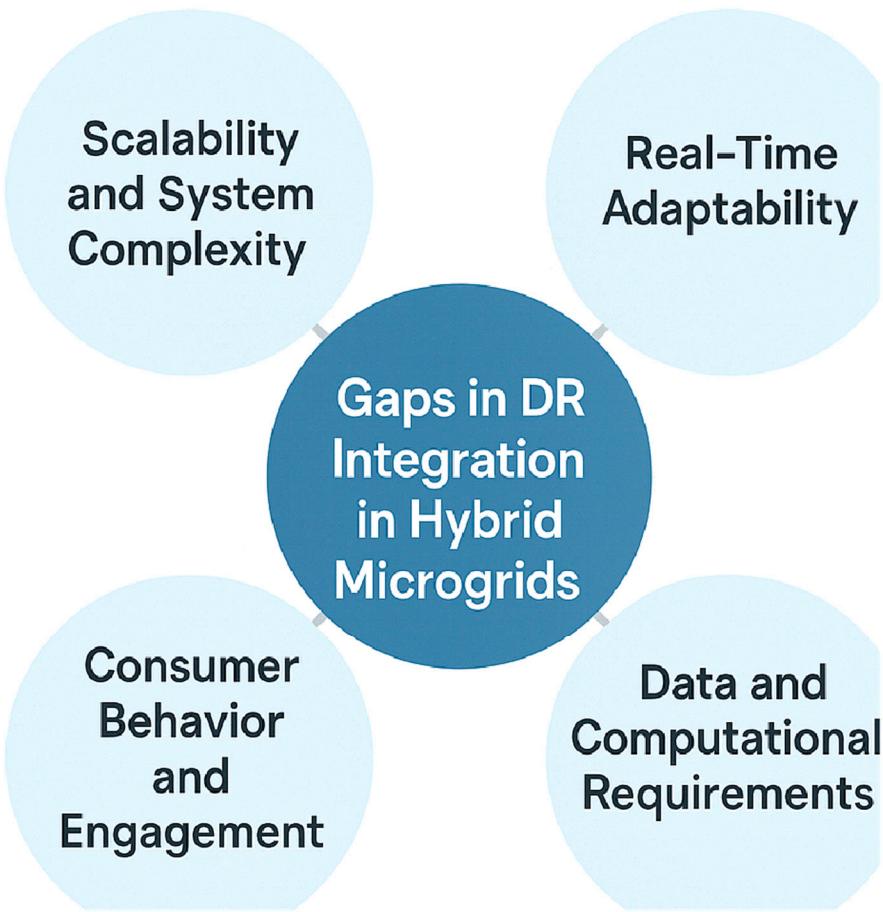 Scalability
and System
Complexity
Real-Time
Adaptability
Gaps in DR
Integration
in Hybrid
Microgrids
Consumer
Behavior
and
Engagement
Data and
Computational
Requirements